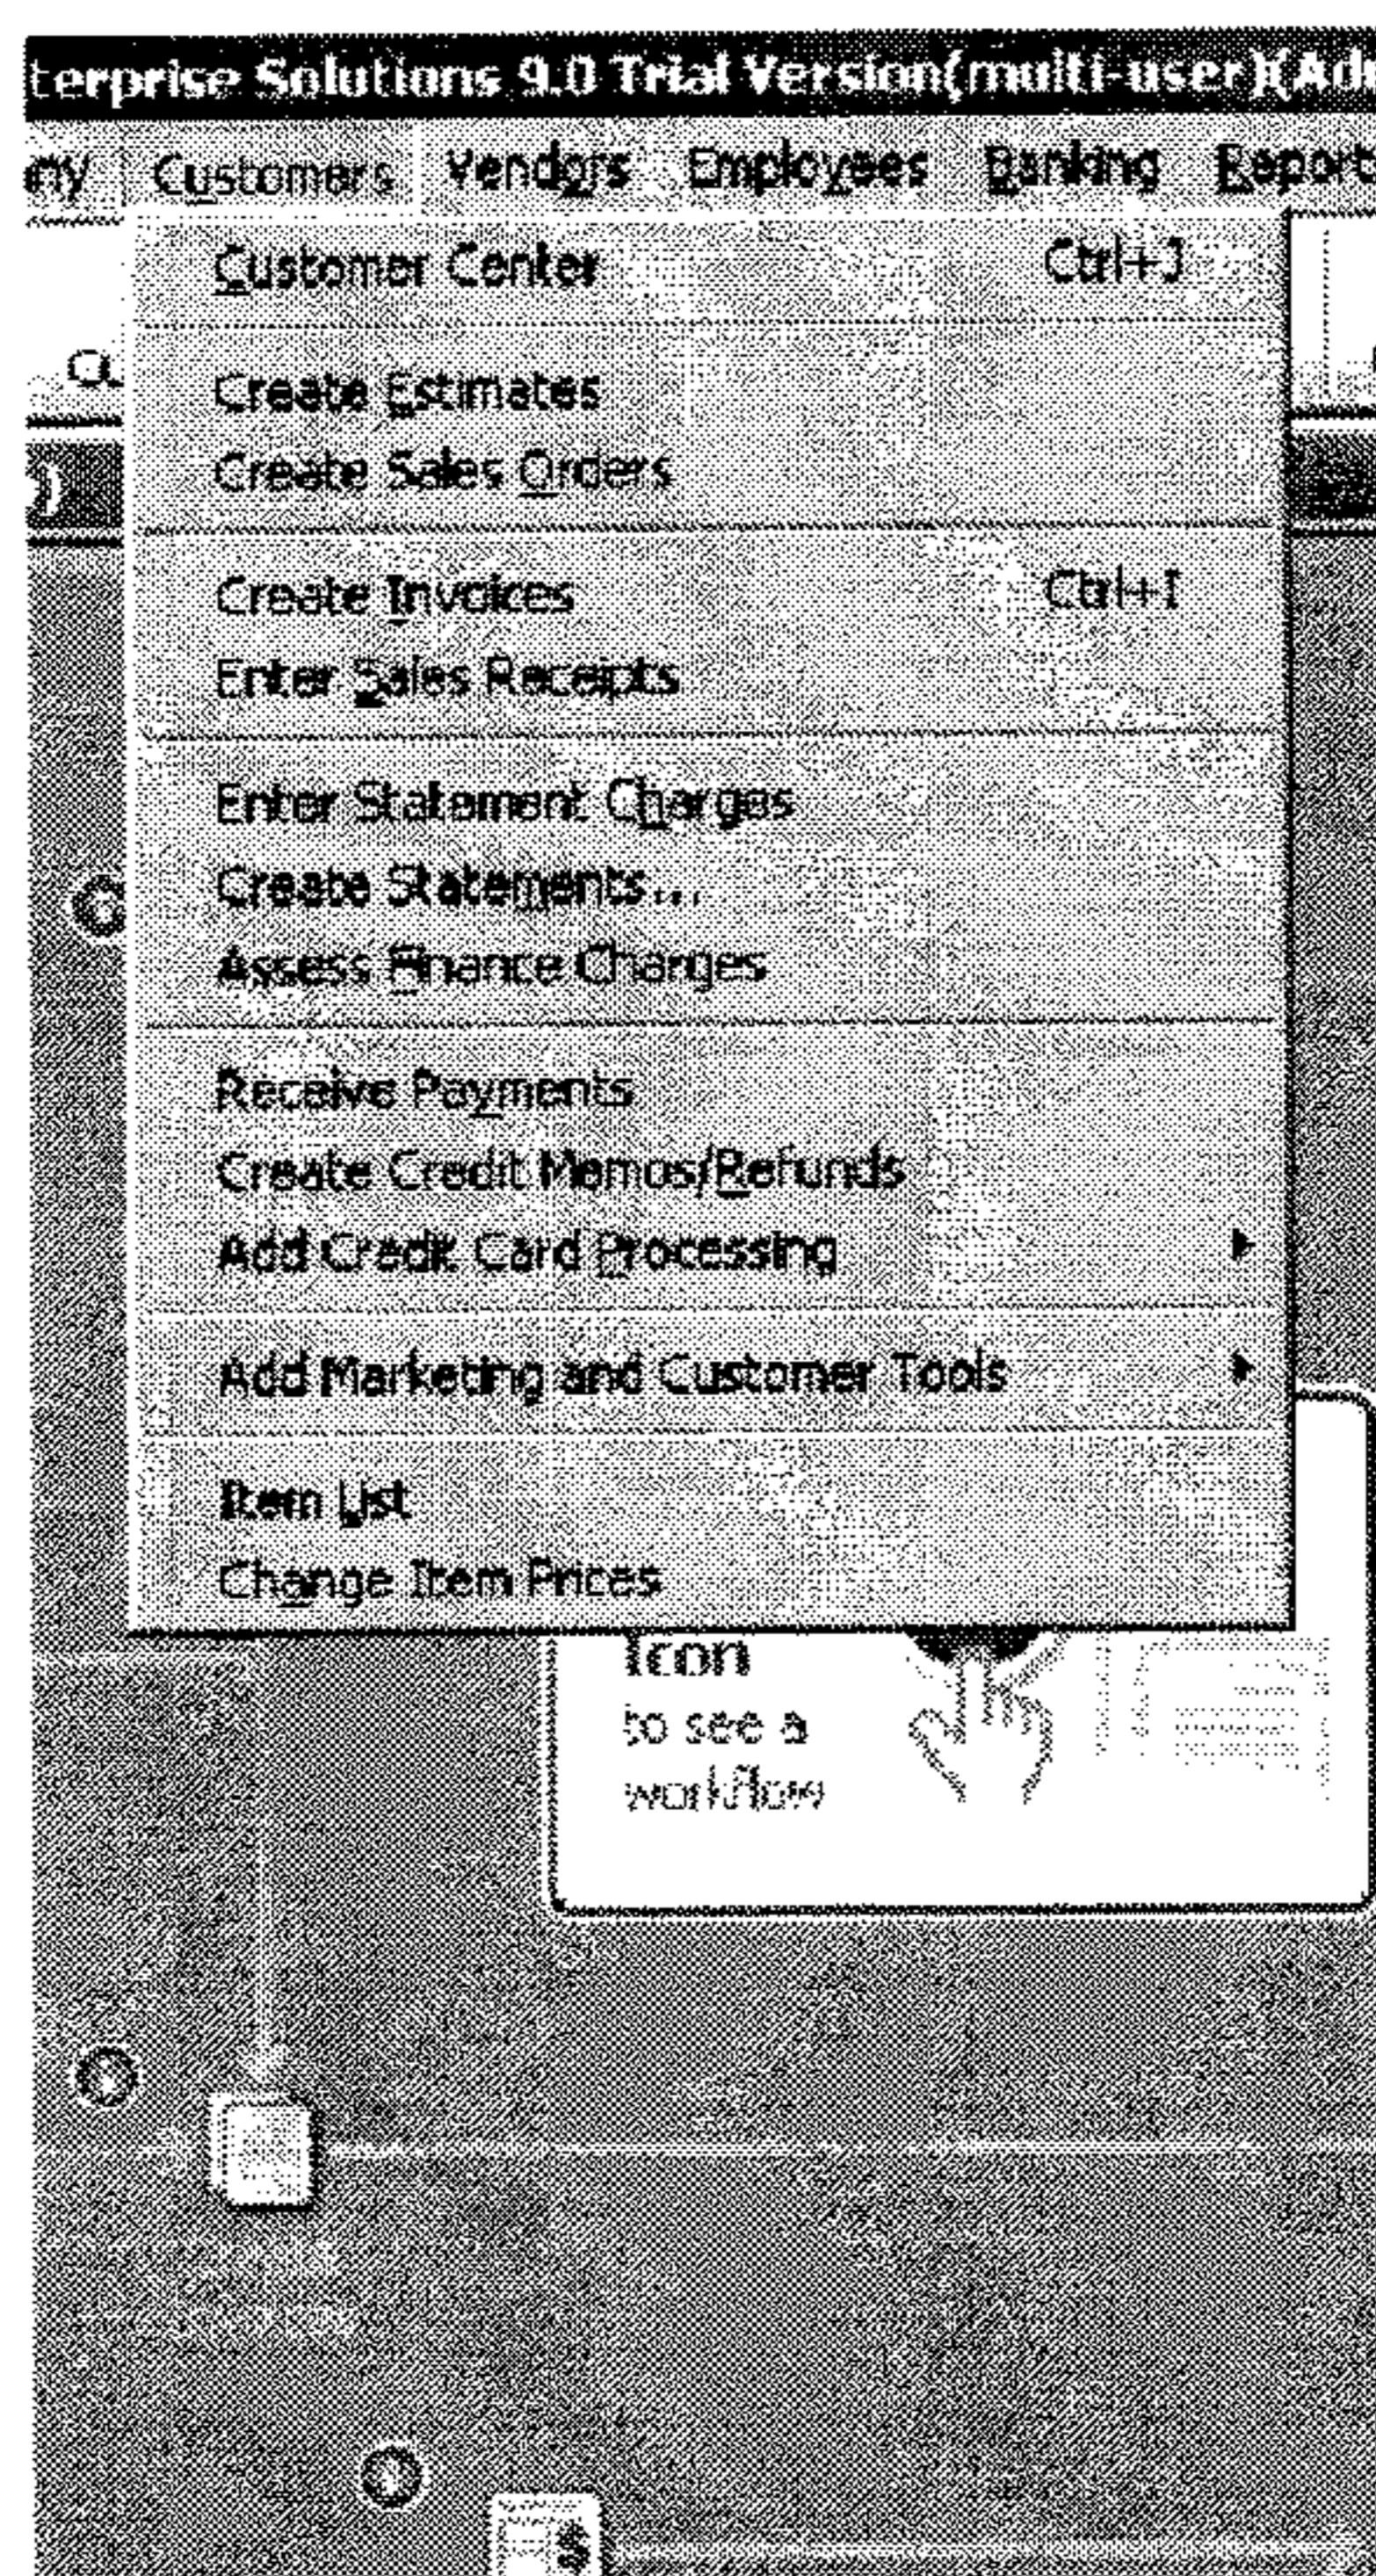 terprise Solutions 9.0 Trial Version(multi-user)(Adm
ny Customers Vendors Employees Banking Reports
Customer Center Ctrl+J
Create Estimates
Create Sales Orders
Create Invoices Ctrl+I
Enter Sales Receipts
Enter Statement Charges
Create Statements...
Assess Finance Charges
Receive Payments
Create Credit Memos/Refunds
Add Credit Card Processing
Add Marketing and Customer Tools
Item List
Change Item Prices
Icon
to see a
workflow
$